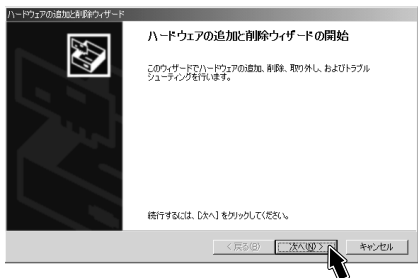 ハードウェアの追加と削除ウィザード
ハードウェアの追加と削除ウィザードの開始
このウィザードでハードウェアの追加、削除、取り外し、およびトラブル
シューティングを行います。
続行するには、[次へ] をクリックしてください。
< 戻る(B)
次へ(N) >
キャンセル